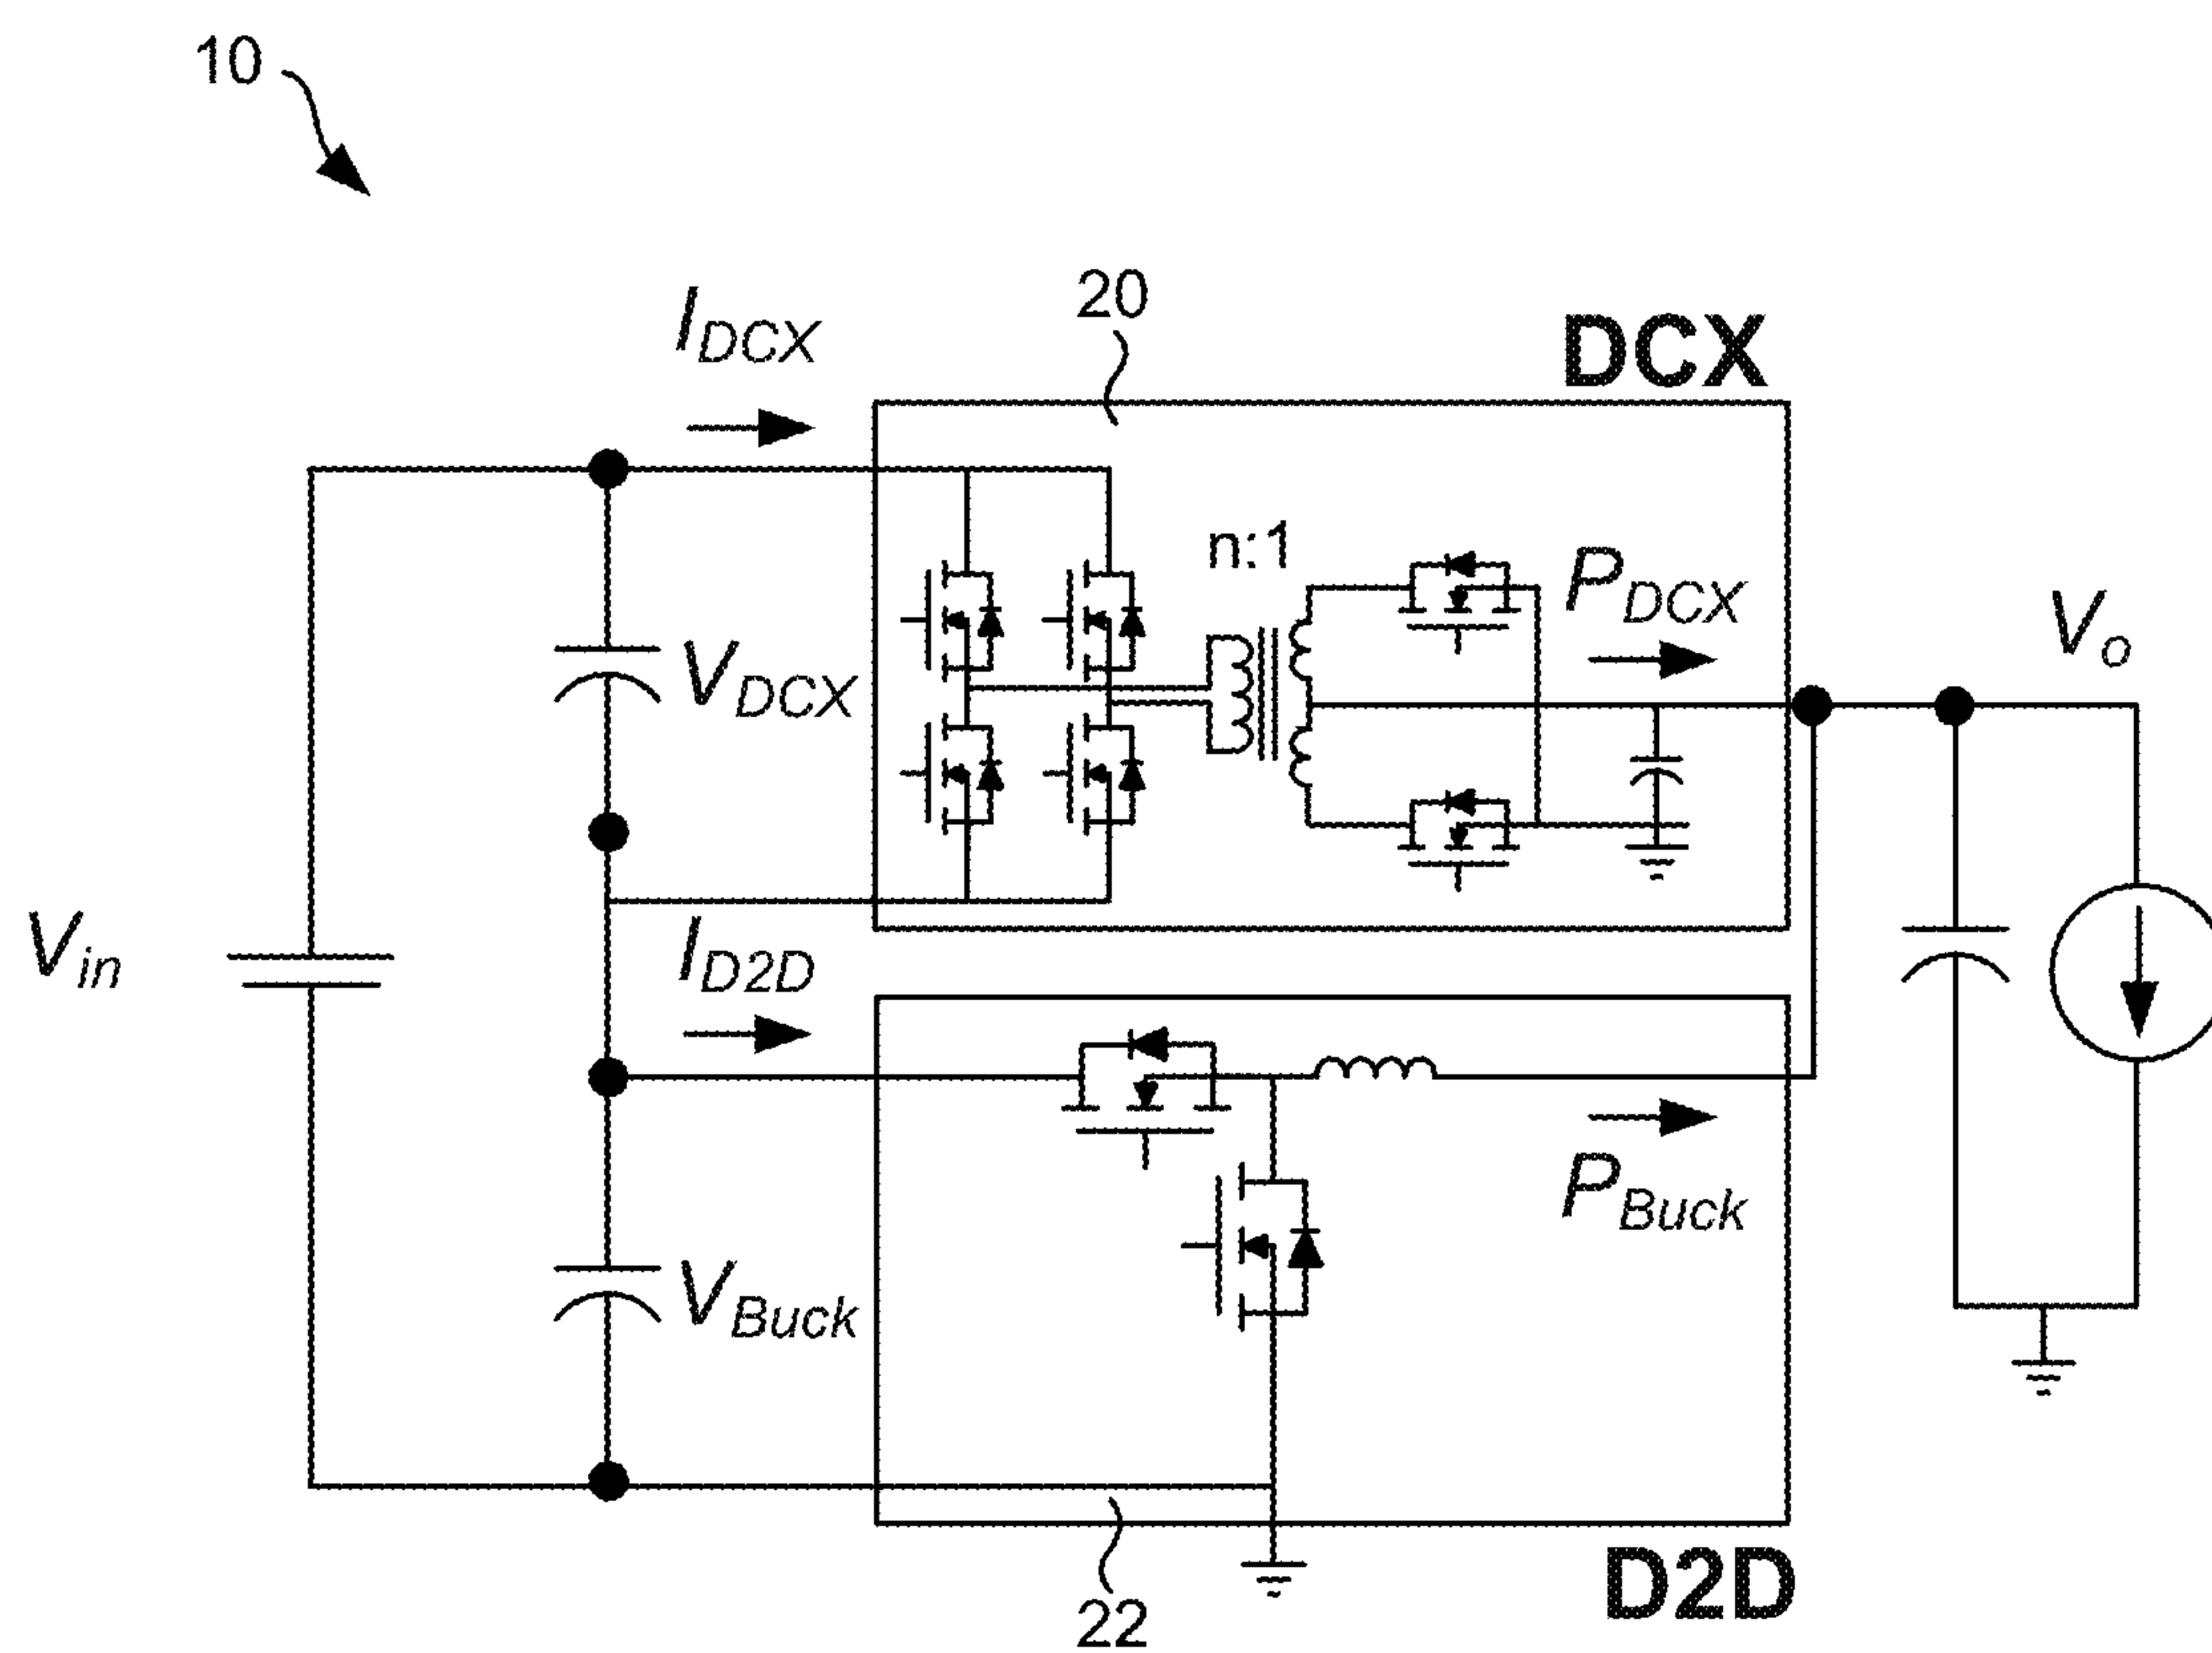 10
20
I_DCX
DCX
n:1
P_DCX
V_DCX
V_o
V_in
I_D2D
P_Buck
V_Buck
D2D
22